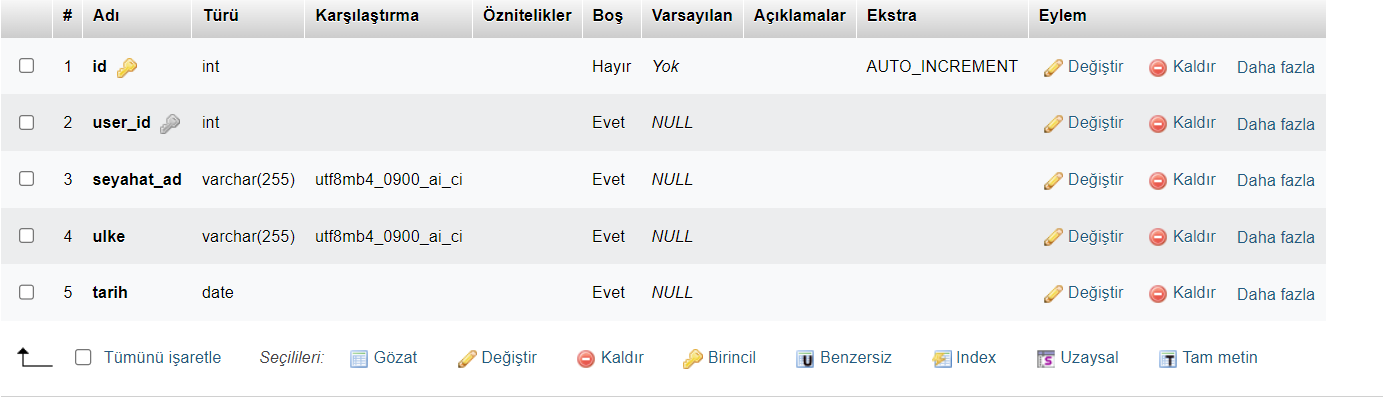 # Adı Türü Karşılaştırma Öznitelikler Boş Varsayılan Açıklamalar Ekstra Eylem
1 id int Hayır Yok AUTO_INCREMENT Değiştir Kaldır Daha fazla
2 user_id int Evet NULL Değiştir Kaldır Daha fazla
3 seyahat_ad varchar(255) utf8mb4_0900_ai_ci Evet NULL Değiştir Kaldır Daha fazla
4 ulke varchar(255) utf8mb4_0900_ai_ci Evet NULL Değiştir Kaldır Daha fazla
5 tarih date Evet NULL Değiştir Kaldır Daha fazla
Tümünü işaretle Seçilileri: Gözat Değiştir Kaldır Birincil U Benzersiz Index S Uzaysal T Tam metin